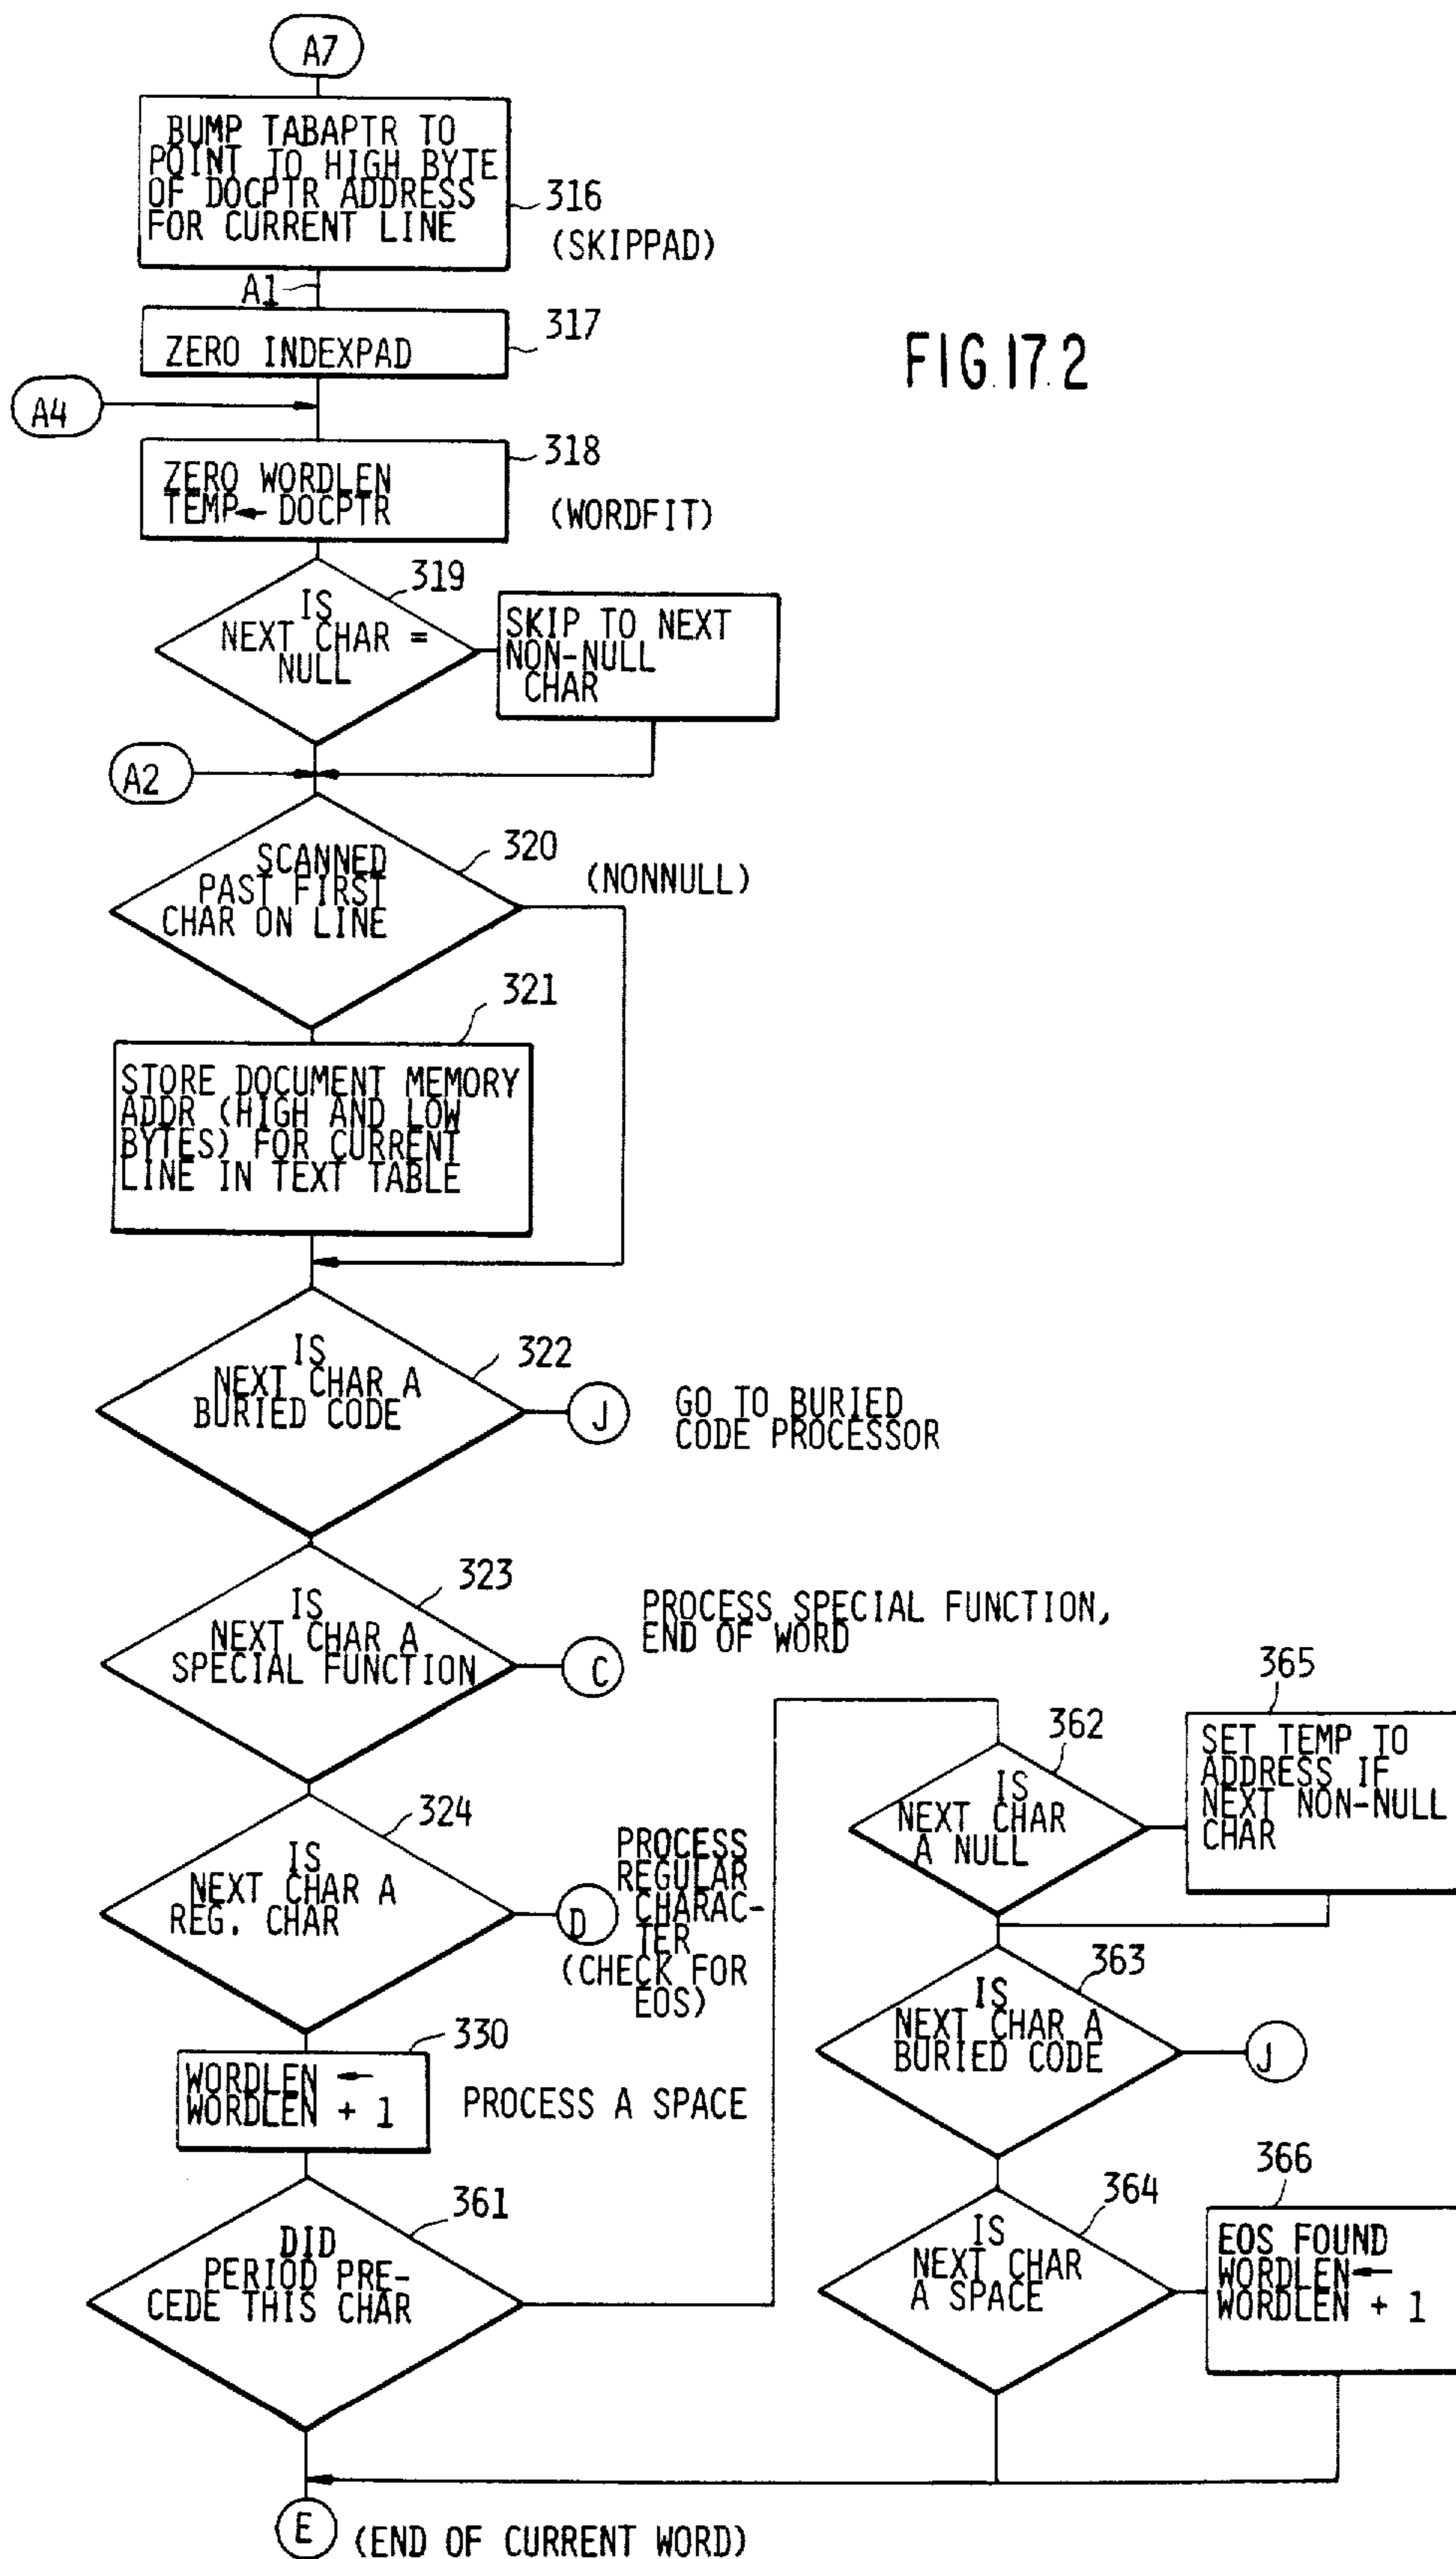 A7
BUMP TABAPTR TO
POINT TO HIGH BYTE
OF DOCPTR ADDRESS
FOR CURRENT LINE
316
(SKIPPAD)
A1
317
ZERO INDEXPAD
FIG.17.2
A4
318
ZERO WORDLEN
TEMP← DOCPTR
(WORDFIT)
319
IS
NEXT CHAR =
NULL
SKIP TO NEXT
NON-NULL
CHAR
A2
320
SCANNED
PAST FIRST
CHAR ON LINE
(NONNULL)
321
STORE DOCUMENT MEMORY
ADDR (HIGH AND LOW
BYTES) FOR CURRENT
LINE IN TEXT TABLE
322
IS
NEXT CHAR A
BURIED CODE
J
GO TO BURIED
CODE PROCESSOR
323
IS
NEXT CHAR A
SPECIAL FUNCTION
C
PROCESS SPECIAL FUNCTION,
END OF WORD
324
IS
NEXT CHAR A
REG. CHAR
D
PROCESS
REGULAR
CHARAC-
TER
(CHECK FOR
EOS)
330
WORDLEN ←
WORDLEN + 1
PROCESS A SPACE
361
DID
PERIOD PRE-
CEDE THIS CHAR
362
IS
NEXT CHAR
A NULL
365
SET TEMP TO
ADDRESS IF
NEXT NON-NULL
CHAR
363
IS
NEXT CHAR A
BURIED CODE
J
364
IS
NEXT CHAR
A SPACE
366
EOS FOUND
WORDLEN←
WORDLEN + 1
E
(END OF CURRENT WORD)